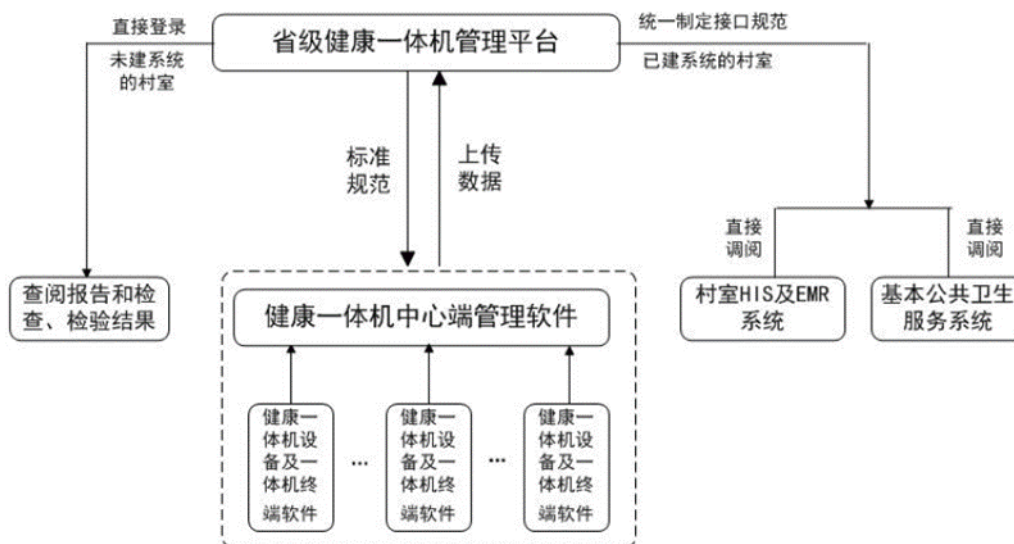 直接登录
未建系统
的村室
省级健康一体机管理平台
统一制定接口规范
已建系统的村室
标准
规范
上传
数据
直接
调阅
直接
调阅
查阅报告和检
查、检验结果
健康一体机中心端管理软件
村室HIS及EMR
系统
基本公共卫生
服务系统
健康一
体机设
备及一
体机终
端软件
...
健康一
体机设
备及一
体机终
端软件
...
健康一
体机设
备及一
体机终
端软件